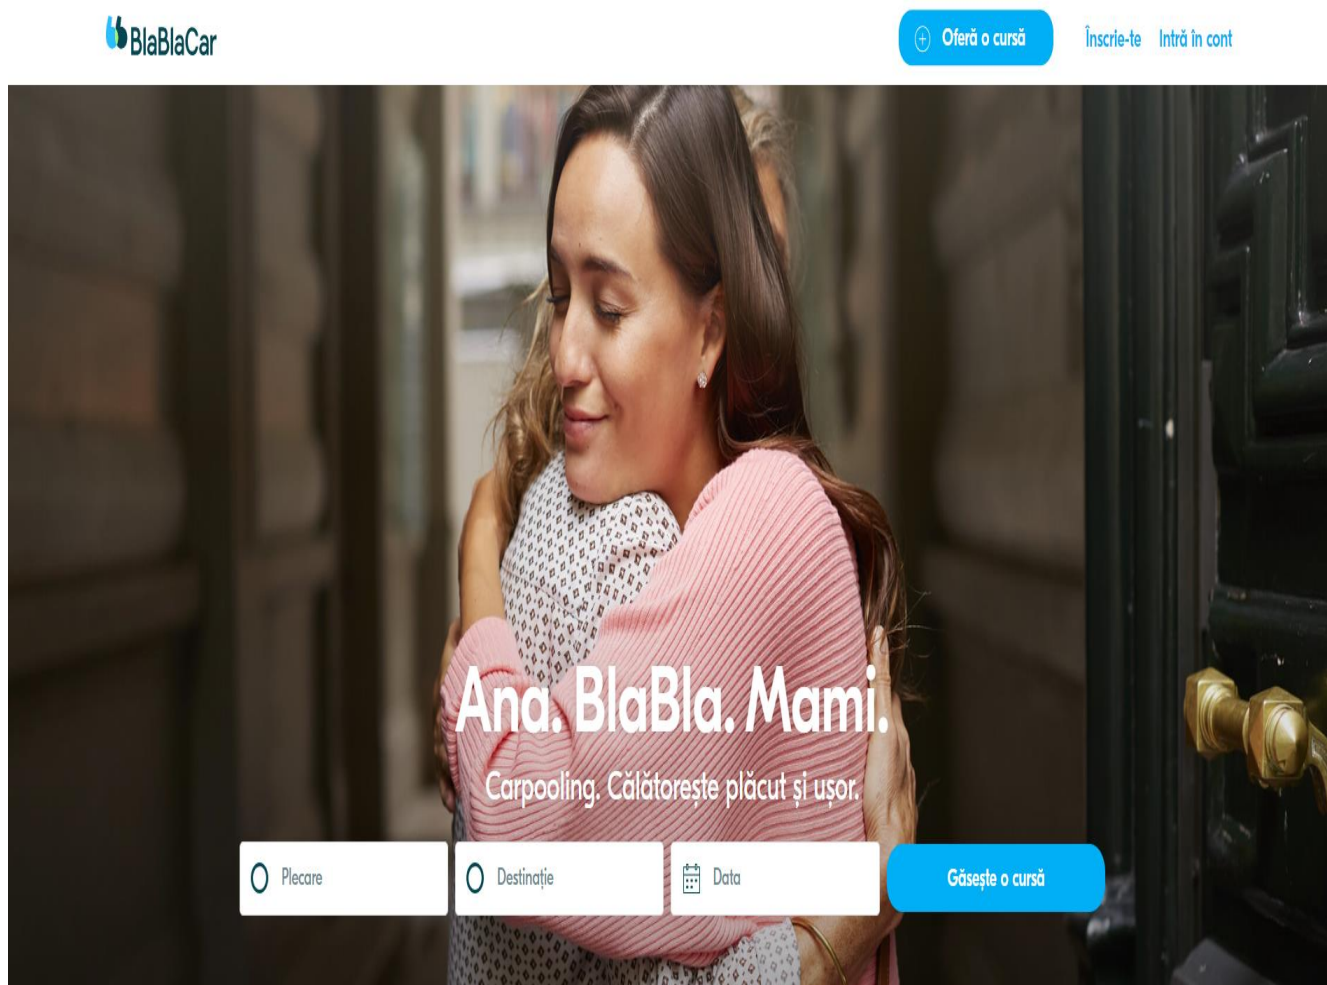 BlaBlaCar
Oferă o cursă
Înscrie-te
Intră în cont
Ana. BlaBla. Mami.
Carpooling. Călătorește plăcut și ușor.
Plecare
Destinație
Data
Găsește o cursă